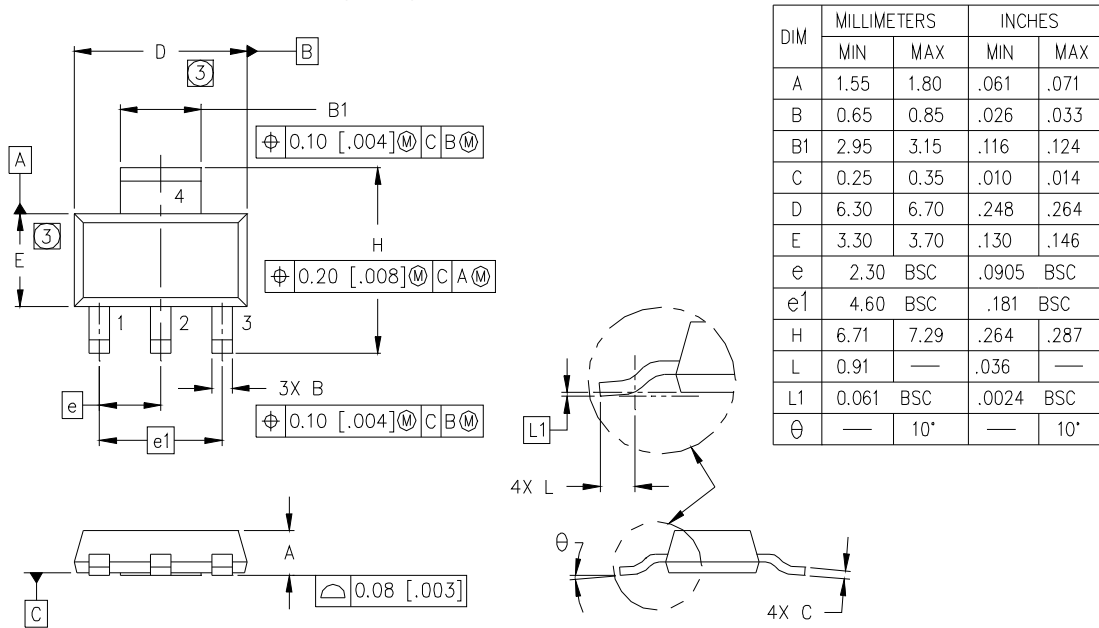 D
B
3
B1
⌖ 0.10 [.004]Ⓜ C BⓂ
A
4
3
E
H
⌖ 0.20 [.008]Ⓜ C AⓂ
1 2 3
e
3X B
⌖ 0.10 [.004]Ⓜ C BⓂ
e1
L1
4X L
A
⌓ 0.08 [.003]
C
θ
4X C
DIM MILLIMETERS INCHES
MIN MAX MIN MAX
A 1.55 1.80 .061 .071
B 0.65 0.85 .026 .033
B1 2.95 3.15 .116 .124
C 0.25 0.35 .010 .014
D 6.30 6.70 .248 .264
E 3.30 3.70 .130 .146
e 2.30 BSC .0905 BSC
e1 4.60 BSC .181 BSC
H 6.71 7.29 .264 .287
L 0.91 — .036 —
L1 0.061 BSC .0024 BSC
θ — 10° — 10°